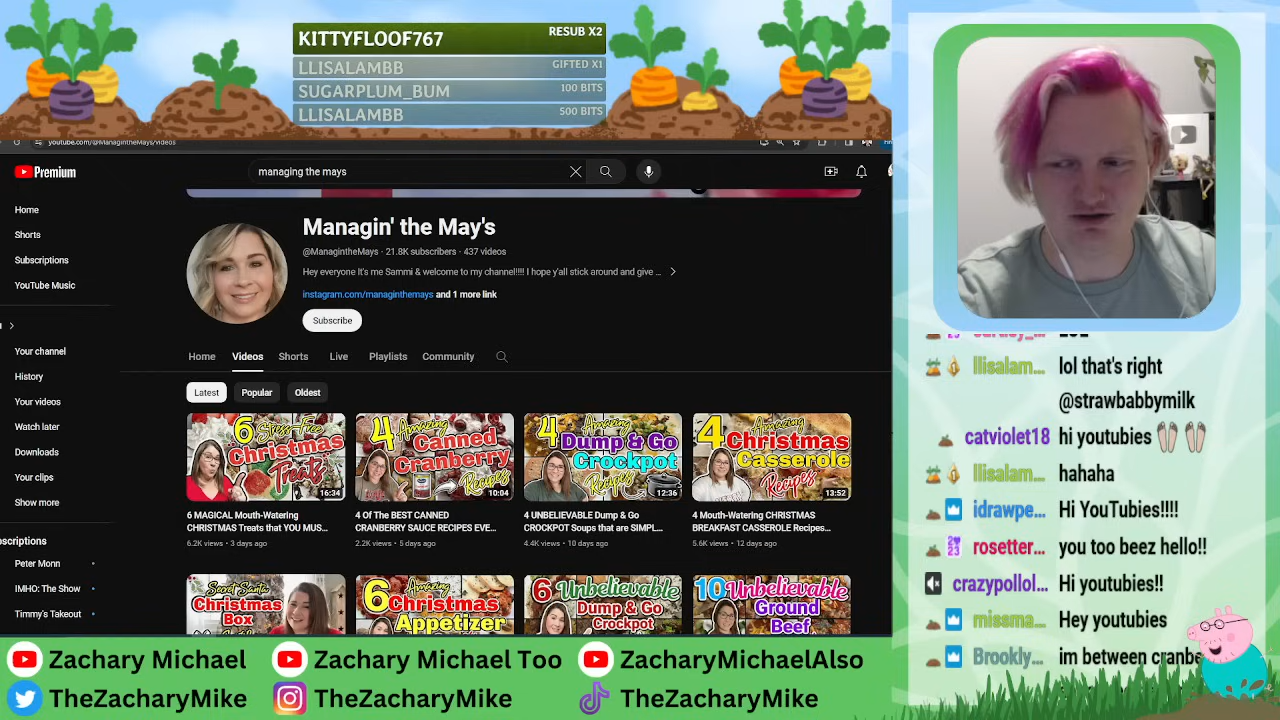 KITTYFLOOF767 RESUB X2
LLISALAMBB GIFTED X1
SUGARPLUM_BUM 100 BITS
LLISALAMBB 500 BITS
youtube.com/@ManagintheMays/videos
Premium
managing the mays
Home
Shorts
Subscriptions
YouTube Music
Your channel
History
Your videos
Watch later
Downloads
Your clips
Show more
scriptions
Peter Monn
IMHO: The Show
Timmy's Takeout
Managin' the May's
@ManagintheMays · 21.8K subscribers · 437 videos
Hey everyone It's me Sammi & welcome to my channel!!!! I hope y'all stick around and give ...
instagram.com/managinthemays and 1 more link
Subscribe
Home Videos Shorts Live Playlists Community
Latest Popular Oldest
6 Stress-Free
Christmas
Treats
16:34
4 Amazing
Canned
Cranberry
Recipes
10:04
4 Amazing
Dump & Go
Crockpot
Recipes
12:36
4 Amazing
Christmas
Casserole
Recipes
13:52
6 MAGICAL Mouth-Watering
CHRISTMAS Treats that YOU MUS...
6.2K views · 3 days ago
4 Of The BEST CANNED
CRANBERRY SAUCE RECIPES EVE...
2.2K views · 5 days ago
4 UNBELIEVABLE Dump & Go
CROCKPOT Soups that are SIMPL...
4.4K views · 10 days ago
4 Mouth-Watering CHRISTMAS
BREAKFAST CASSEROLE Recipes...
5.6K views · 12 days ago
Secret Santa
Christmas
Box
6 Amazing
Christmas
Appetizer
6 Unbelievable
Dump & Go
Crockpot
10 Unbelievable
Ground
Beef
llisalam... lol that's right
@strawbabbymilk
catviolet18 hi youtubies
llisalam... hahaha
idrawpe... Hi YouTubies!!!!
rosetter... you too beez hello!!
crazypollol... Hi youtubies!!
missma... Hey youtubies
Brookly... im between cranbe
Zachary Michael
Zachary Michael Too
ZacharyMichaelAlso
TheZacharyMike
TheZacharyMike
TheZacharyMike